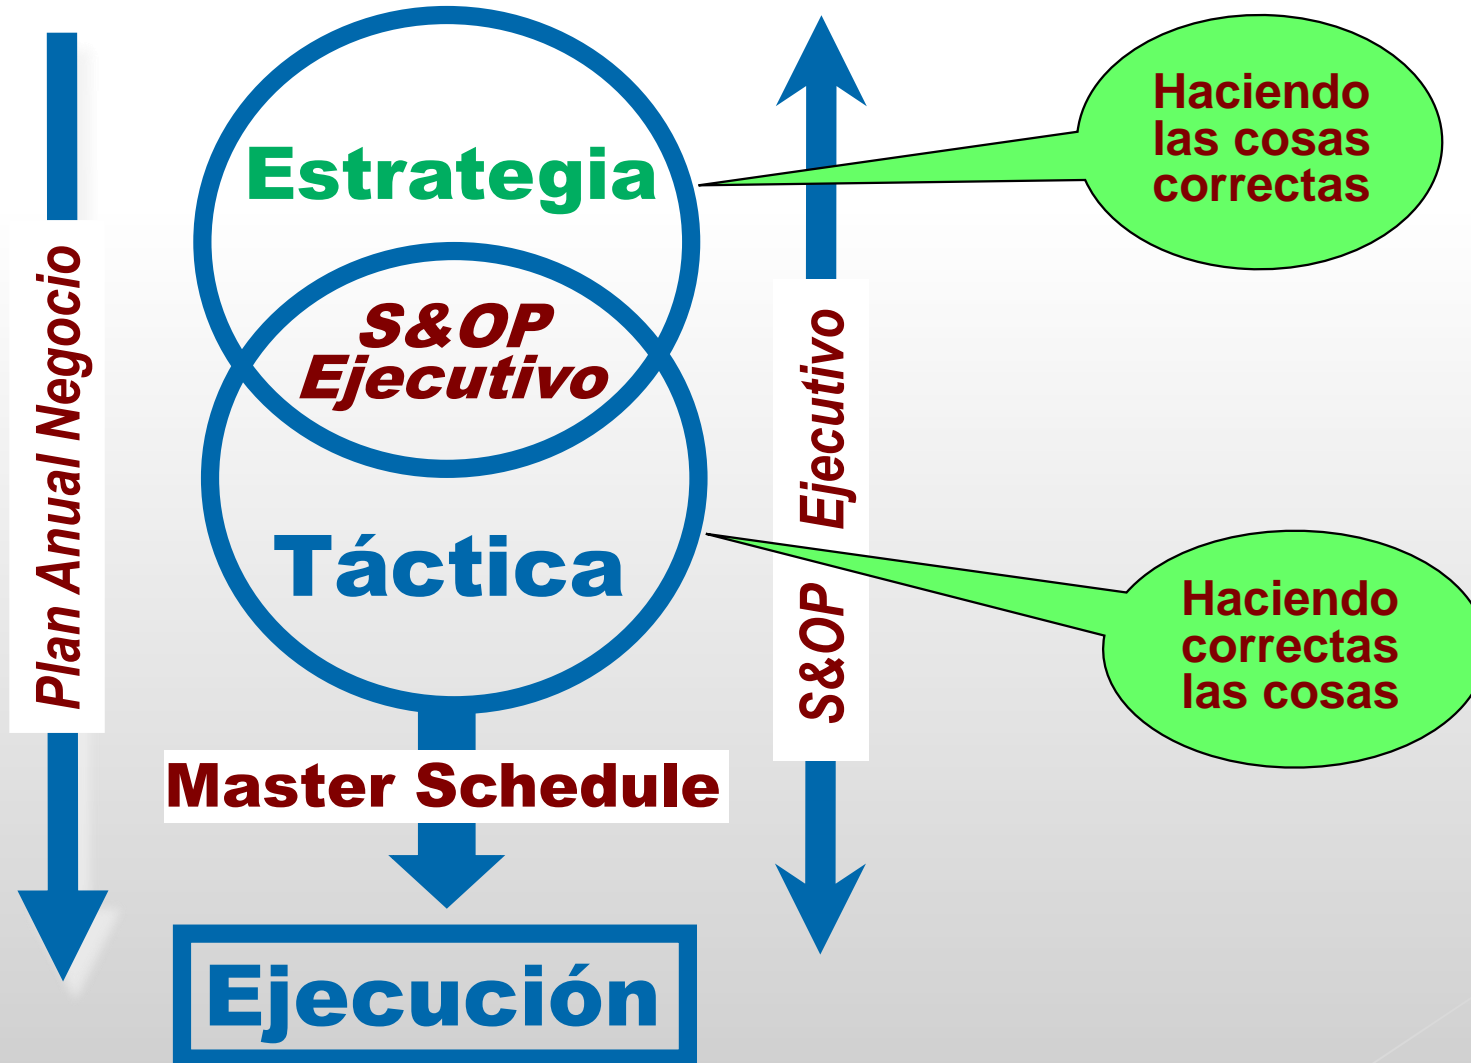 Plan Anual Negocio
Estrategia
S&OP
Ejecutivo
Táctica
Master Schedule
Ejecución
S&OP Ejecutivo
Haciendo
las cosas
correctas
Haciendo
correctas
las cosas